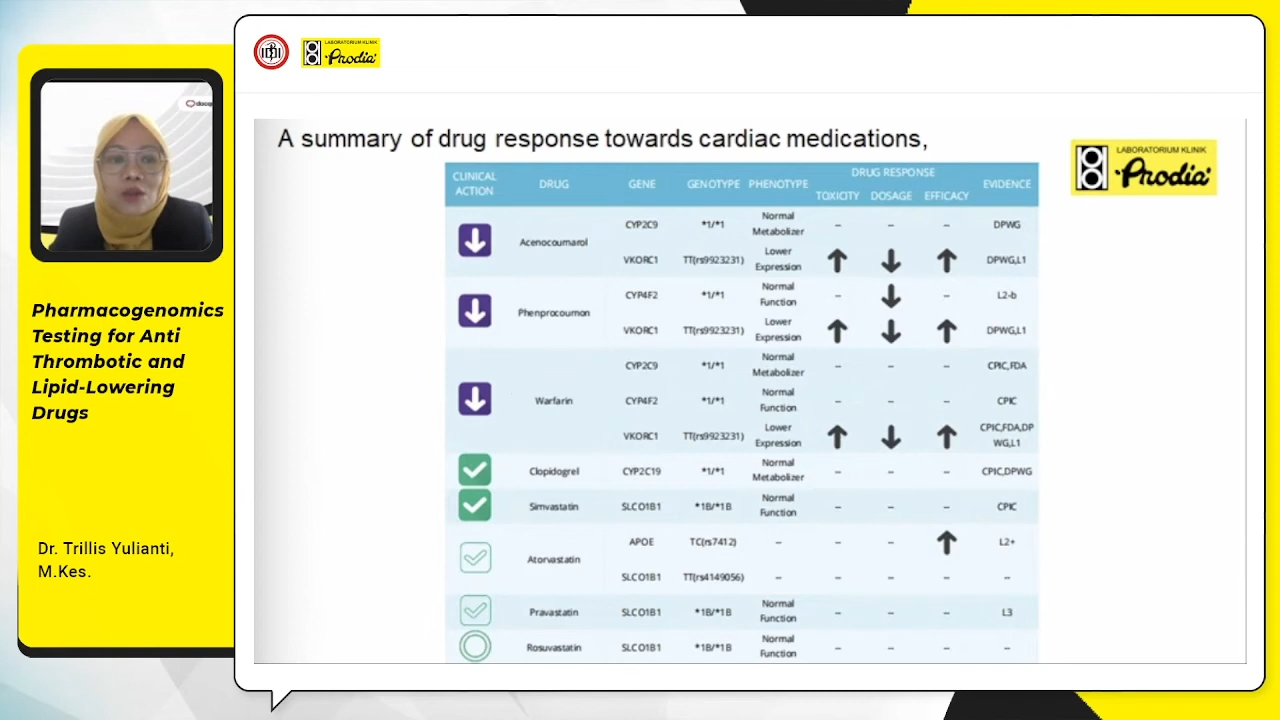 LABORATORIUM KLINIK
Prodia
Pharmacogenomics
Testing for Anti
Thrombotic and
Lipid-Lowering
Drugs
Dr. Trillis Yulianti,
M.Kes.
A summary of drug response towards cardiac medications,
LABORATORIUM KLINIK
Prodia
CLINICAL ACTION DRUG GENE GENOTYPE PHENOTYPE DRUG RESPONSE EVIDENCE
TOXICITY DOSAGE EFFICACY
Acenocoumarol CYP2C9 *1/*1 Normal Metabolizer -- -- -- DPWG
VKORC1 TT(rs9923231) Lower Expression ↑ ↓ ↑ DPWG,L1
Phenprocoumon CYP4F2 *1/*1 Normal Function -- ↓ -- L2-b
VKORC1 TT(rs9923231) Lower Expression ↑ ↓ ↑ DPWG,L1
Warfarin CYP2C9 *1/*1 Normal Metabolizer -- -- -- CPIC,FDA
CYP4F2 *1/*1 Normal Function -- -- -- CPIC
VKORC1 TT(rs9923231) Lower Expression ↑ ↓ ↑ CPIC,FDA,DPWG,L1
Clopidogrel CYP2C19 *1/*1 Normal Metabolizer -- -- -- CPIC,DPWG
Simvastatin SLCO1B1 *1B/*1B Normal Function -- -- -- CPIC
Atorvastatin APOE TC(rs7412) -- -- -- ↑ L2+
SLCO1B1 TT(rs4149056) -- -- -- -- --
Pravastatin SLCO1B1 *1B/*1B Normal Function -- -- -- L3
Rosuvastatin SLCO1B1 *1B/*1B Normal Function -- -- -- --